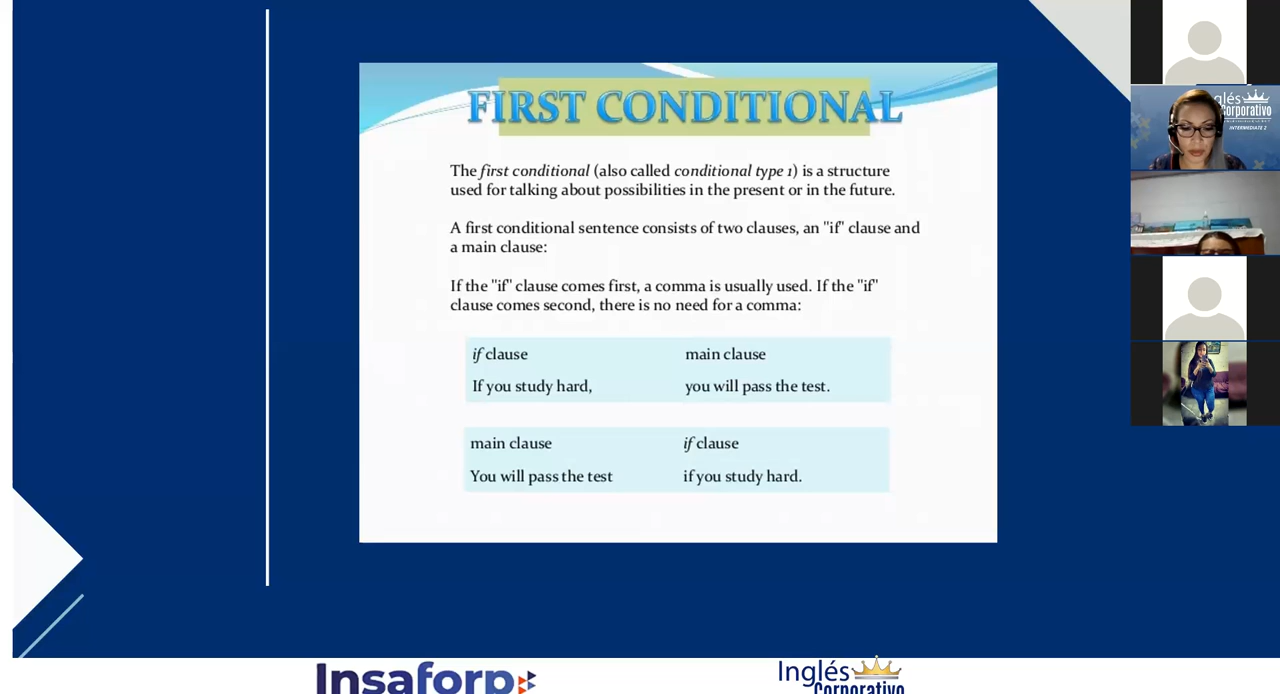 FIRST CONDITIONAL
The first conditional (also called conditional type 1) is a structure
used for talking about possibilities in the present or in the future.
A first conditional sentence consists of two clauses, an "if" clause and
a main clause:
If the "if" clause comes first, a comma is usually used. If the "if"
clause comes second, there is no need for a comma:
if clause main clause
If you study hard, you will pass the test.
main clause if clause
You will pass the test if you study hard.
glés
Corporativo
INTERMEDIATE 2
Insaforp
Inglés
Corporativo